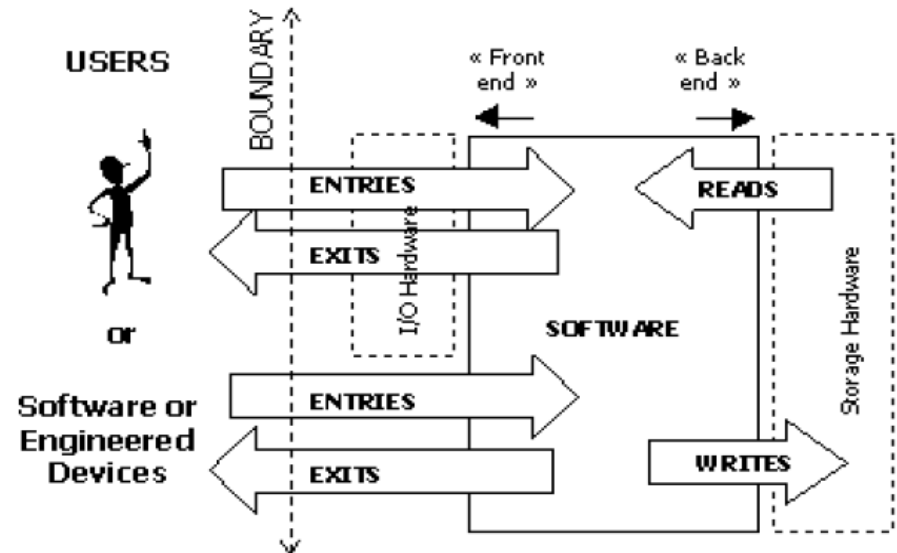 USERS
BOUNDARY
« Front
end »
« Back
end »
ENTRIES
READS
EXITS
I/O Hardware
or
SOFTWARE
Storage Hardware
Software or
Engineered
Devices
ENTRIES
EXITS
WRITES